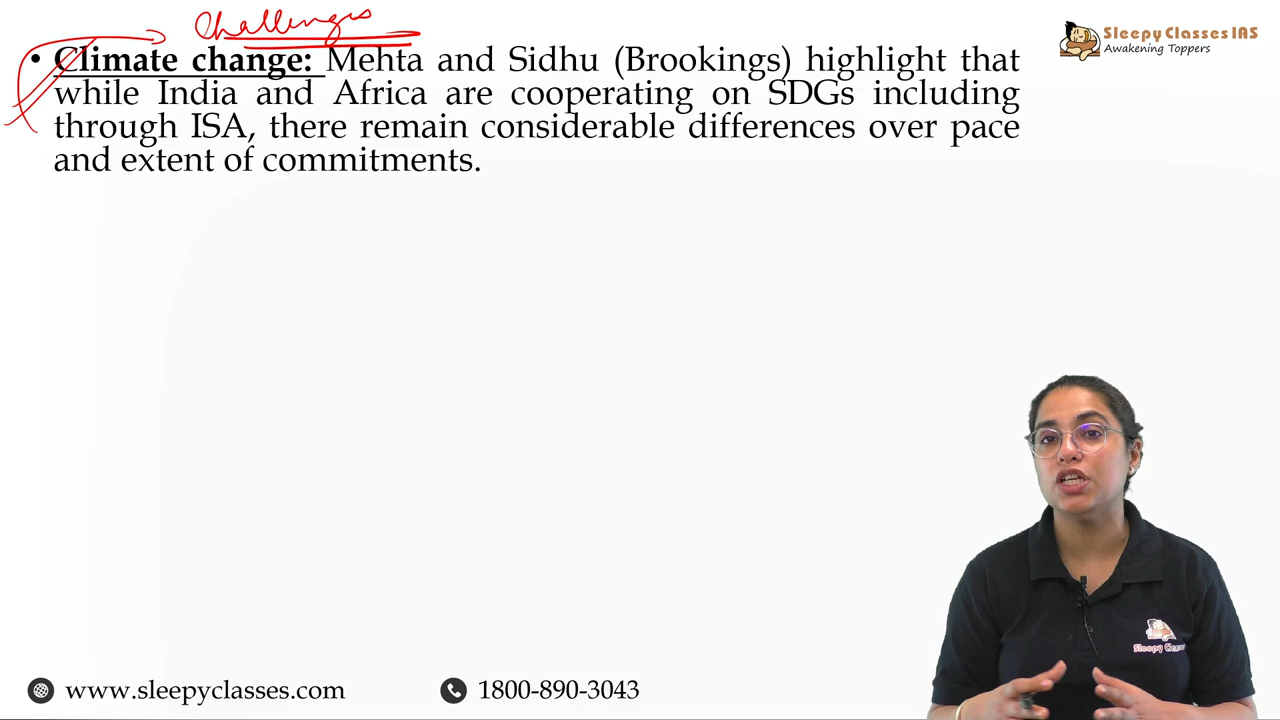 Challenges
• Climate change: Mehta and Sidhu (Brookings) highlight that
while India and Africa are cooperating on SDGs including
through ISA, there remain considerable differences over pace
and extent of commitments.
Sleepy Classes IAS
Awakening Toppers
Sleepy Classes
www.sleepyclasses.com
1800-890-3043